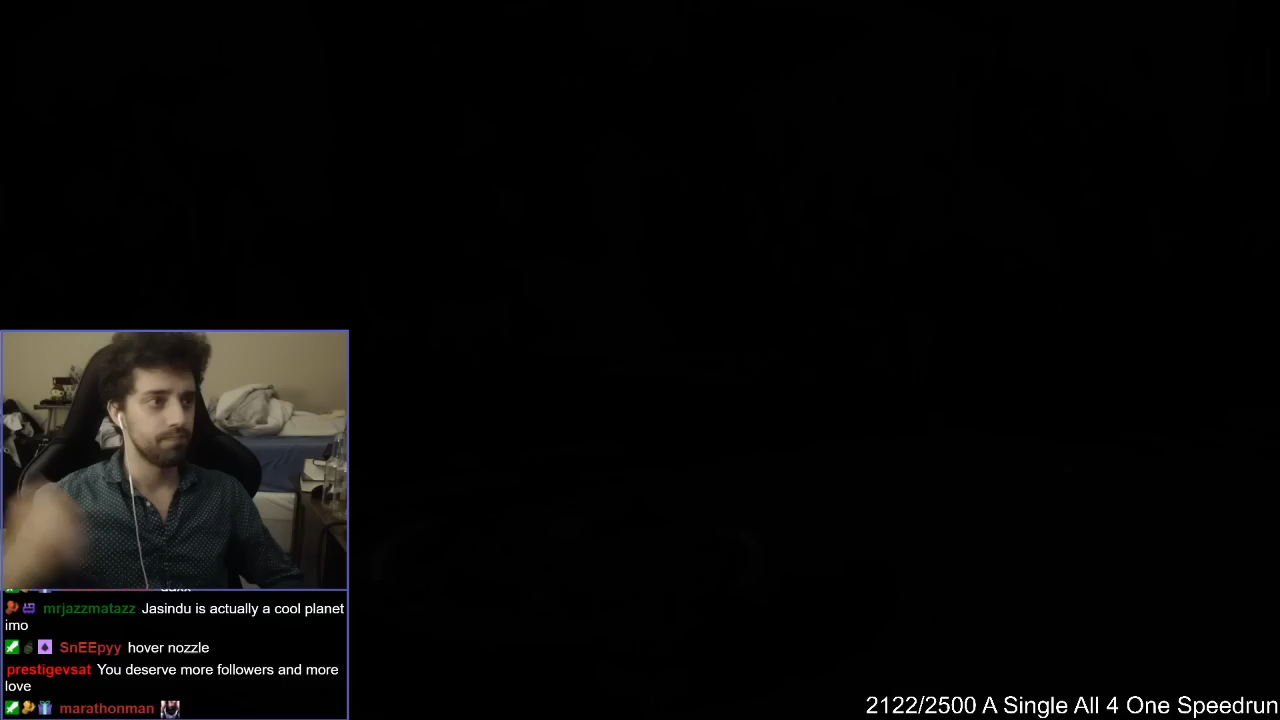 mrjazzmatazz Jasindu is actually a cool planet
imo
SnEEpyy hover nozzle
prestigevsat You deserve more followers and more
love
marathonman
2122/2500 A Single All 4 One Speedrun